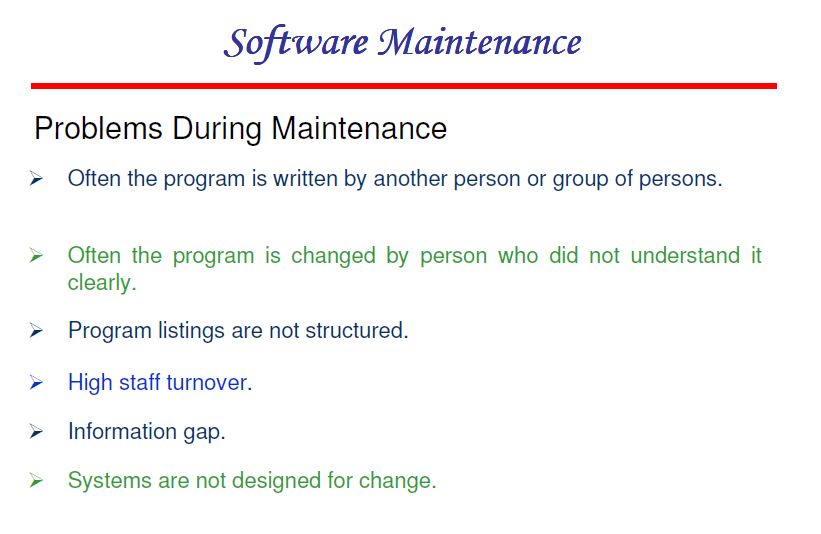 Software Maintenance
Problems During Maintenance
➢ Often the program is written by another person or group of persons.
➢ Often the program is changed by person who did not understand it
clearly.
➢ Program listings are not structured.
➢ High staff turnover.
➢ Information gap.
➢ Systems are not designed for change.